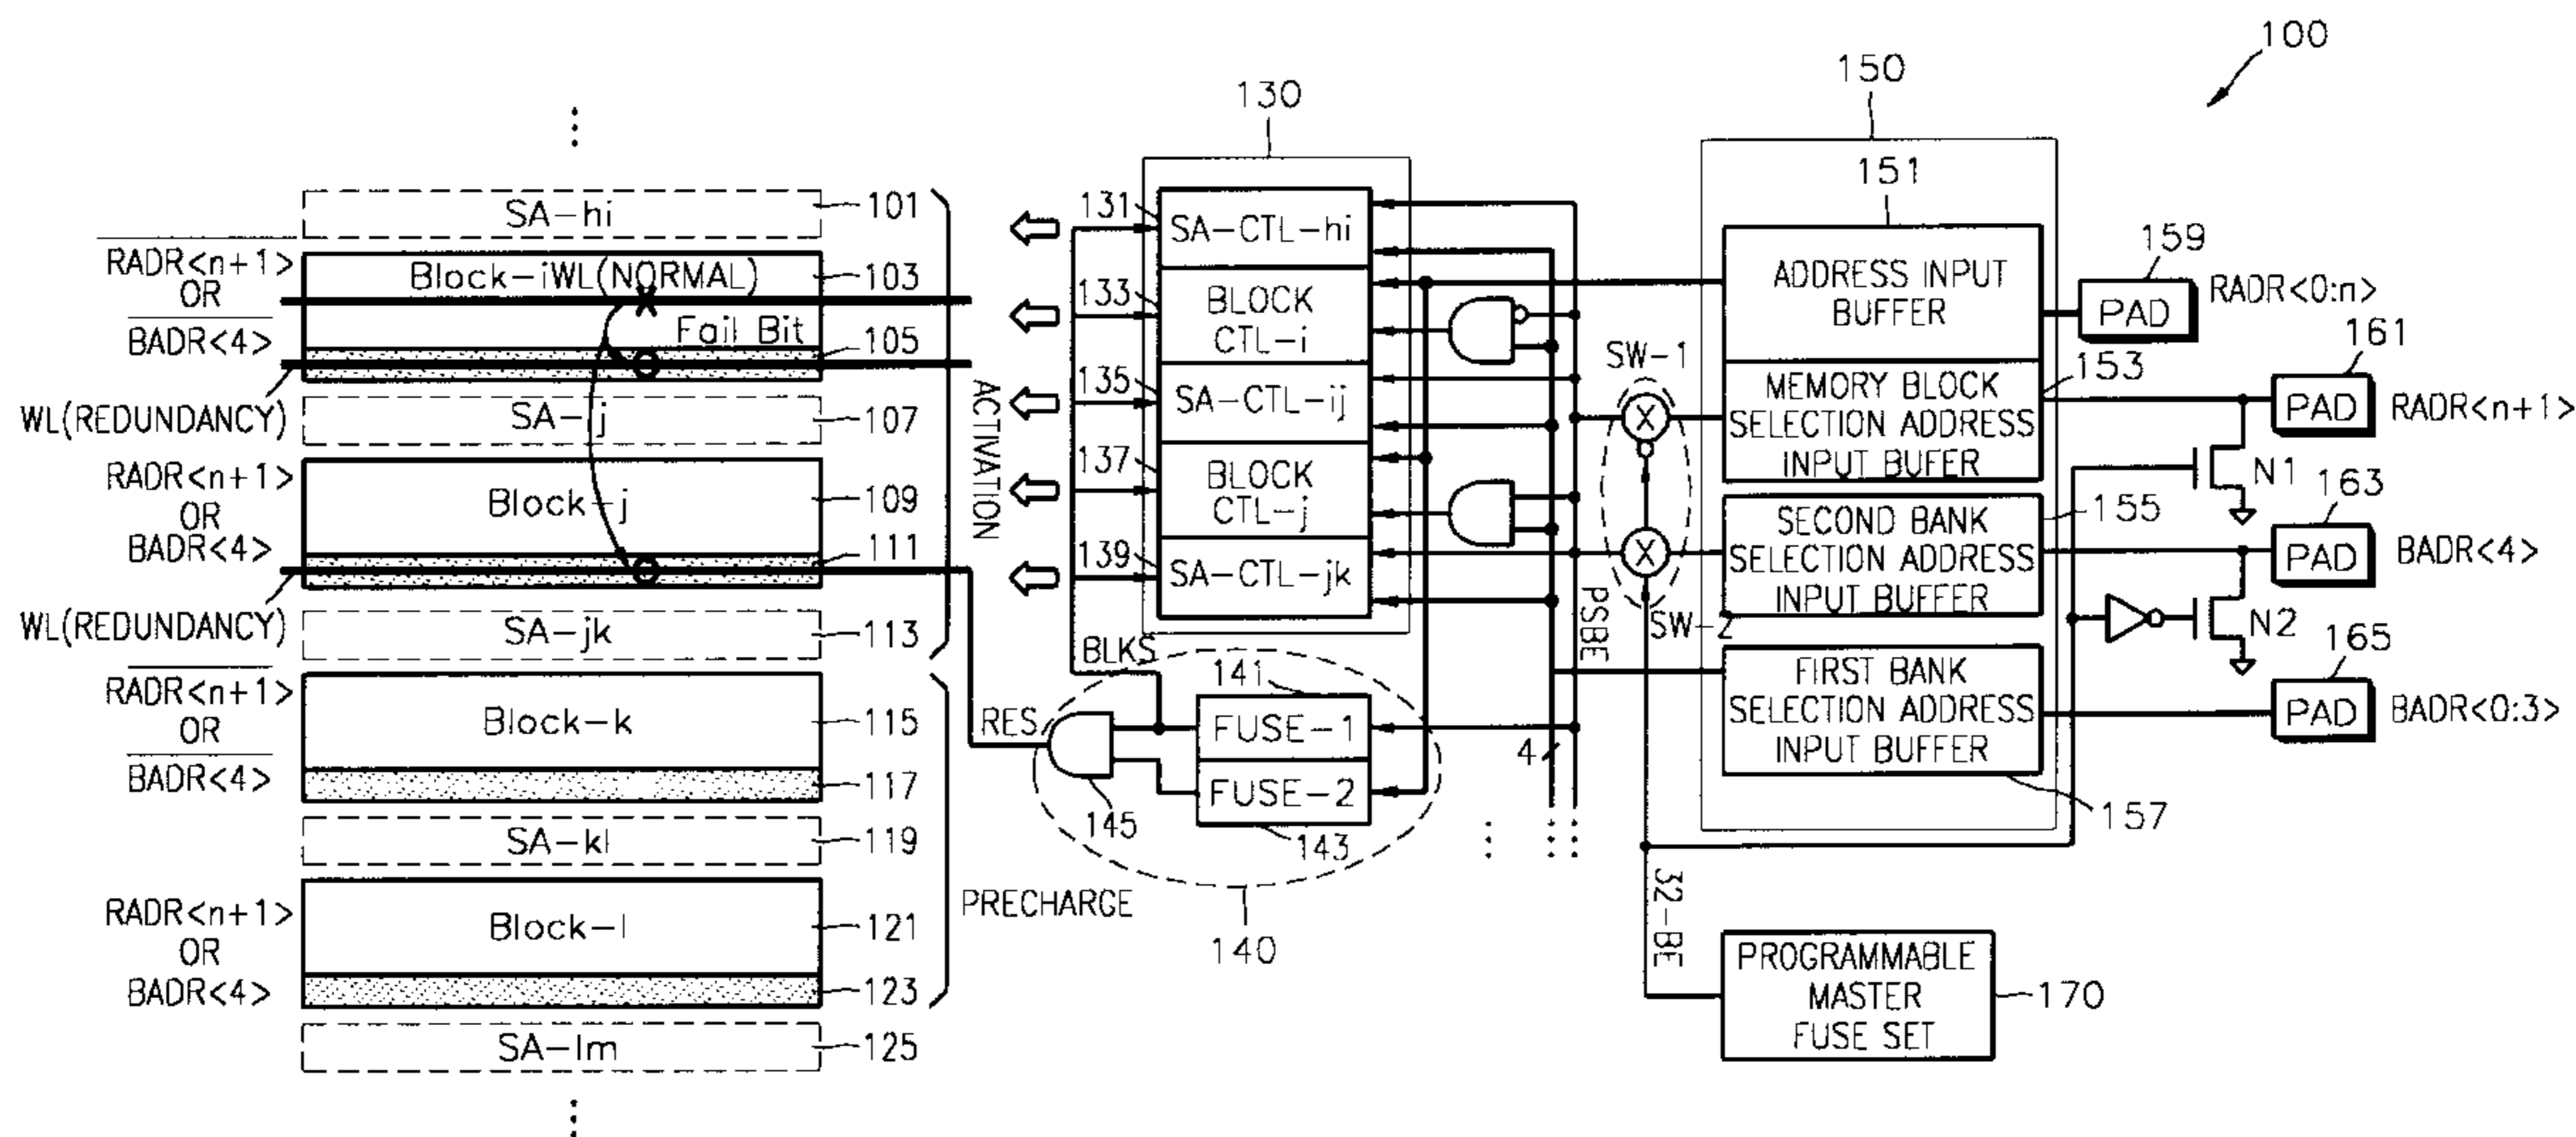 100
150
130
151
SA-hi
101
131
SA-CTL-hi
159
RADR<n+1>
OR
BADR<4>
Block-iWL(NORMAL)
103
Fail Bit
105
133
BLOCK
CTL-i
ADDRESS INPUT
BUFFER
PAD
RADR<0:n>
161
SW-1
WL(REDUNDANCY)
SA-j
107
ACTIVATION
135
SA-CTL-ij
MEMORY BLOCK
SELECTION ADDRESS
INPUT BUFER
153
PAD
RADR<n+1>
RADR<n+1>
OR
BADR<4>
Block-j
109
111
137
BLOCK
CTL-j
N1
163
SECOND BANK
SELECTION ADDRESS
INPUT BUFFER
155
PAD
BADR<4>
139
SA-CTL-jk
WL(REDUNDANCY)
SA-jk
113
PSBE
SW-2
N2
BLKS
165
RADR<n+1>
OR
BADR<4>
Block-k
115
117
RES
141
FUSE-1
FUSE-2
145
143
4
FIRST BANK
SELECTION ADDRESS
INPUT BUFFER
PAD
BADR<0:3>
157
SA-kl
119
RADR<n+1>
OR
BADR<4>
Block-l
121
123
PRECHARGE
140
32-BE
PROGRAMMABLE
MASTER
FUSE SET
170
SA-lm
125